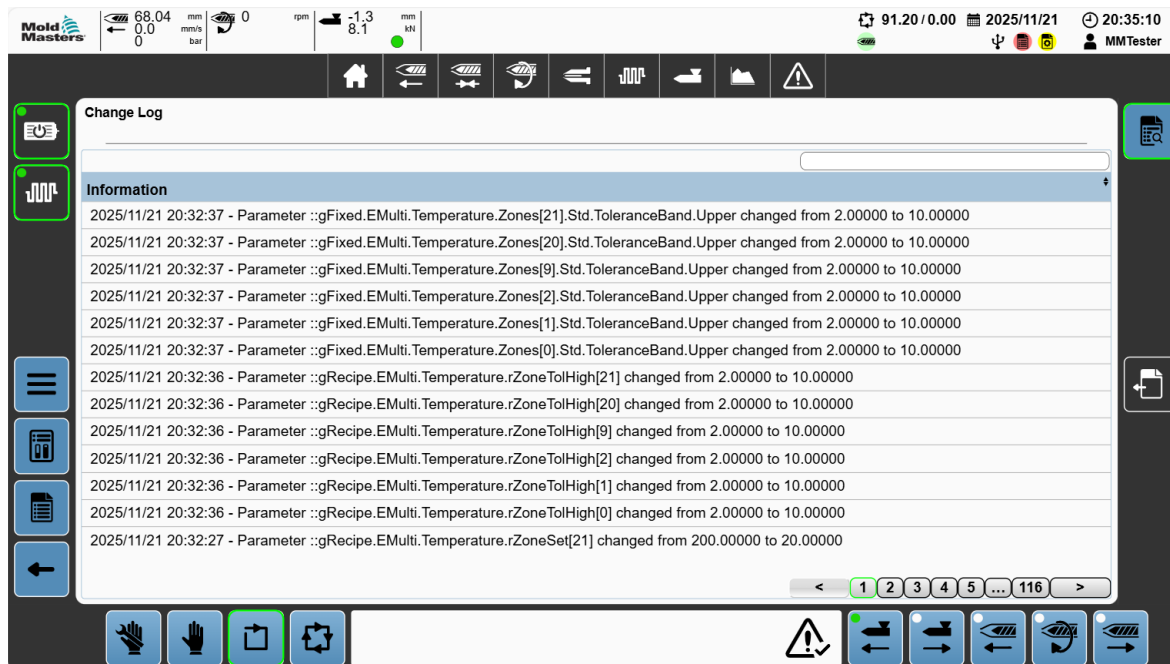 Mold
Masters
68.04 mm
0.0 mm/s
0 bar
0 rpm
-1.3 mm
8.1 kN
91.20 / 0.00
2025/11/21
20:35:10
MMTester
Change Log
Information
2025/11/21 20:32:37 - Parameter ::gFixed.EMulti.Temperature.Zones[21].Std.ToleranceBand.Upper changed from 2.00000 to 10.00000
2025/11/21 20:32:37 - Parameter ::gFixed.EMulti.Temperature.Zones[20].Std.ToleranceBand.Upper changed from 2.00000 to 10.00000
2025/11/21 20:32:37 - Parameter ::gFixed.EMulti.Temperature.Zones[9].Std.ToleranceBand.Upper changed from 2.00000 to 10.00000
2025/11/21 20:32:37 - Parameter ::gFixed.EMulti.Temperature.Zones[2].Std.ToleranceBand.Upper changed from 2.00000 to 10.00000
2025/11/21 20:32:37 - Parameter ::gFixed.EMulti.Temperature.Zones[1].Std.ToleranceBand.Upper changed from 2.00000 to 10.00000
2025/11/21 20:32:37 - Parameter ::gFixed.EMulti.Temperature.Zones[0].Std.ToleranceBand.Upper changed from 2.00000 to 10.00000
2025/11/21 20:32:36 - Parameter ::gRecipe.EMulti.Temperature.rZoneTolHigh[21] changed from 2.00000 to 10.00000
2025/11/21 20:32:36 - Parameter ::gRecipe.EMulti.Temperature.rZoneTolHigh[20] changed from 2.00000 to 10.00000
2025/11/21 20:32:36 - Parameter ::gRecipe.EMulti.Temperature.rZoneTolHigh[9] changed from 2.00000 to 10.00000
2025/11/21 20:32:36 - Parameter ::gRecipe.EMulti.Temperature.rZoneTolHigh[2] changed from 2.00000 to 10.00000
2025/11/21 20:32:36 - Parameter ::gRecipe.EMulti.Temperature.rZoneTolHigh[1] changed from 2.00000 to 10.00000
2025/11/21 20:32:36 - Parameter ::gRecipe.EMulti.Temperature.rZoneTolHigh[0] changed from 2.00000 to 10.00000
2025/11/21 20:32:27 - Parameter ::gRecipe.EMulti.Temperature.rZoneSet[21] changed from 200.00000 to 20.00000
< 1 2 3 4 5 ... 116 >